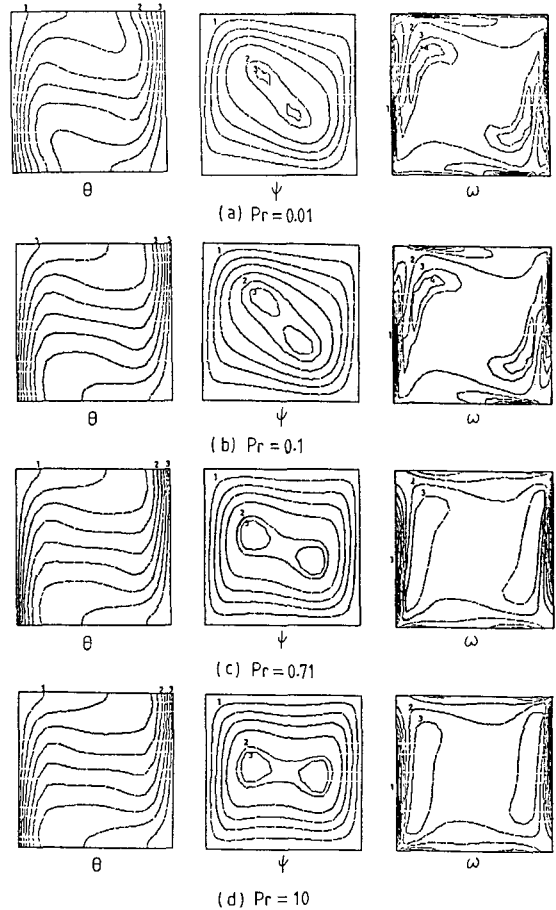 θ ψ ω
(a) Pr = 0.01
θ ψ ω
(b) Pr = 0.1
θ ψ ω
(c) Pr = 0.71
θ ψ ω
(d) Pr = 10